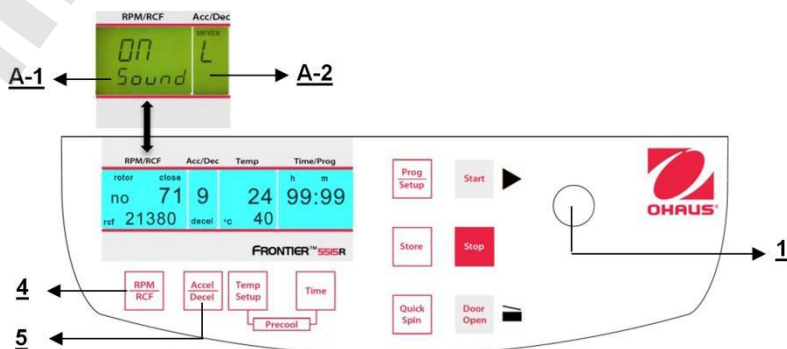 RPM/RCF Acc/Dec
service
ON L
Sound
A-1
A-2
RPM/RCF Acc/Dec Temp Time/Prog
rotor close h m
no 71 9 24 99:99
rcf 21380 decel °C 40
FRONTIER™ 5515R
RPM
RCF
Accel
Decel
Temp
Setup
Time
Precool
Prog
Setup
Start
Store
Stop
Quick
Spin
Door
Open
OHAUS®
1
4
5